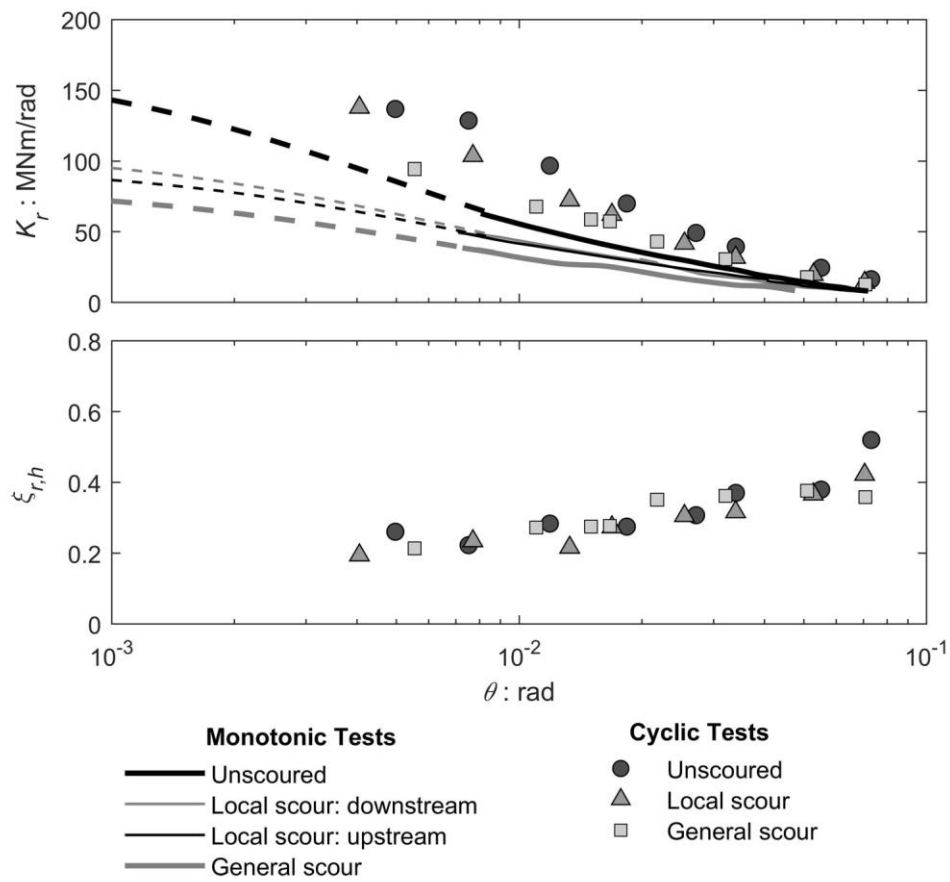 200
150
100
50
0
K_r : MNm/rad
0.8
0.6
0.4
0.2
0
ξ_{r,h}
10^{-3}
10^{-2}
10^{-1}
θ : rad
Monotonic Tests
Unscoured
Local scour: downstream
Local scour: upstream
General scour
Cyclic Tests
Unscoured
Local scour
General scour